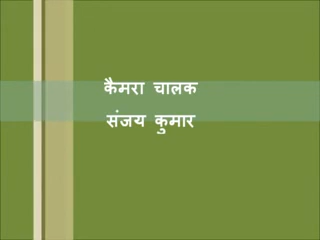 कैमरा चालक
संजय कुमार